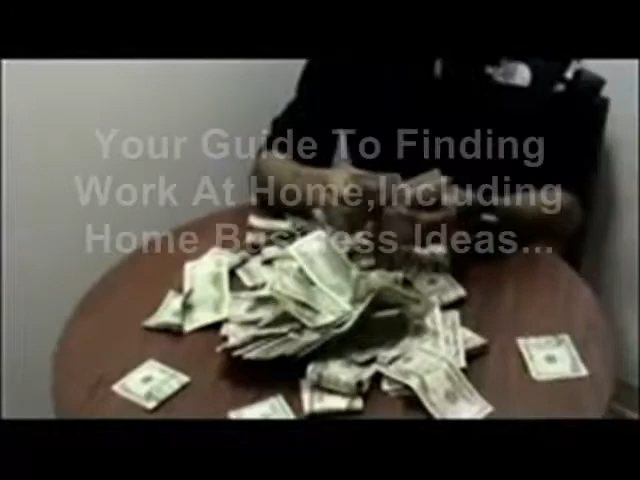 Your Guide To Finding
Work At Home,Including
Home Business Ideas...